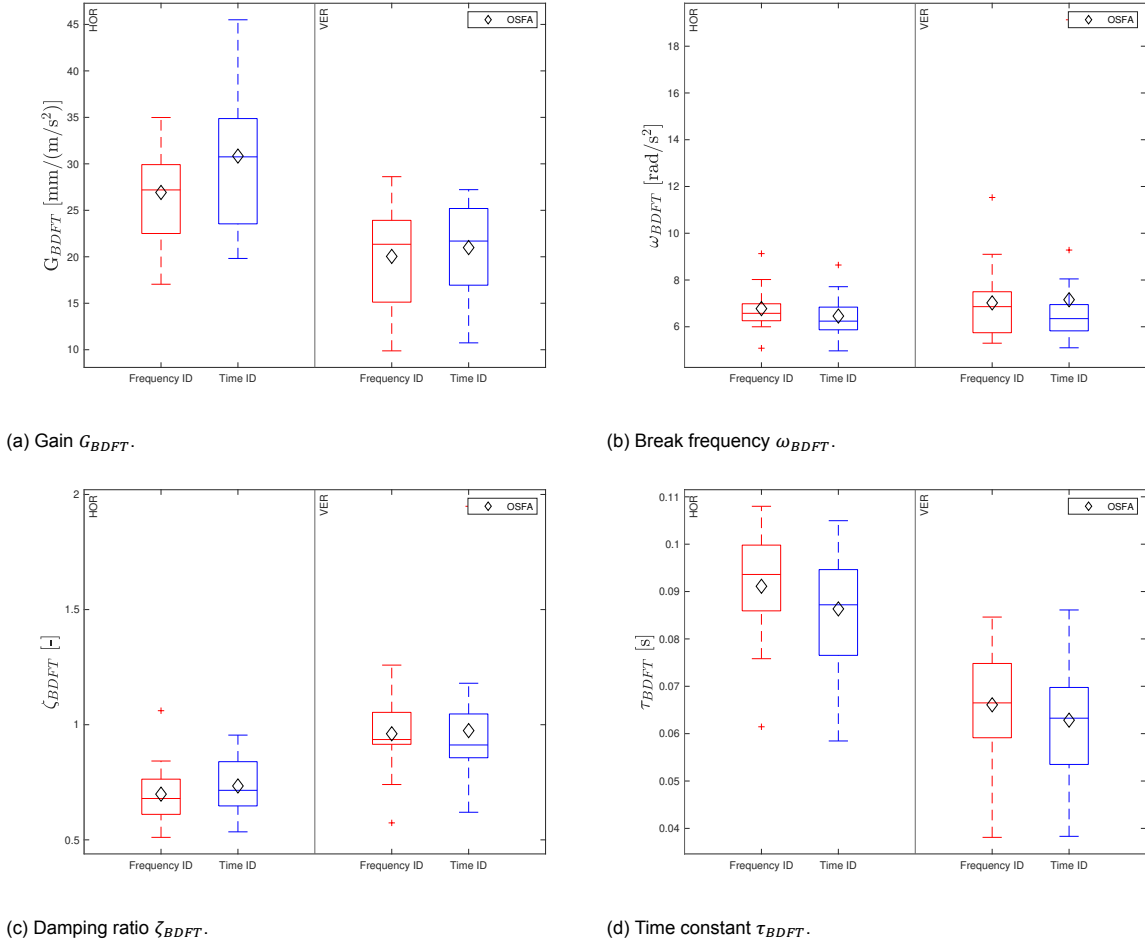 HOR
VER
OSFA
45
40
35
30
25
20
15
10
G_BDFT [mm/(m/s²)]
Frequency ID
Time ID
Frequency ID
Time ID
(a) Gain G_BDFT.
HOR
VER
OSFA
18
16
14
12
10
8
6
ω_BDFT [rad/s²]
Frequency ID
Time ID
Frequency ID
Time ID
(b) Break frequency ω_BDFT.
HOR
VER
OSFA
2
1.5
1
0.5
ζ_BDFT [-]
Frequency ID
Time ID
Frequency ID
Time ID
(c) Damping ratio ζ_BDFT.
HOR
VER
OSFA
0.11
0.1
0.09
0.08
0.07
0.06
0.05
0.04
τ_BDFT [s]
Frequency ID
Time ID
Frequency ID
Time ID
(d) Time constant τ_BDFT.